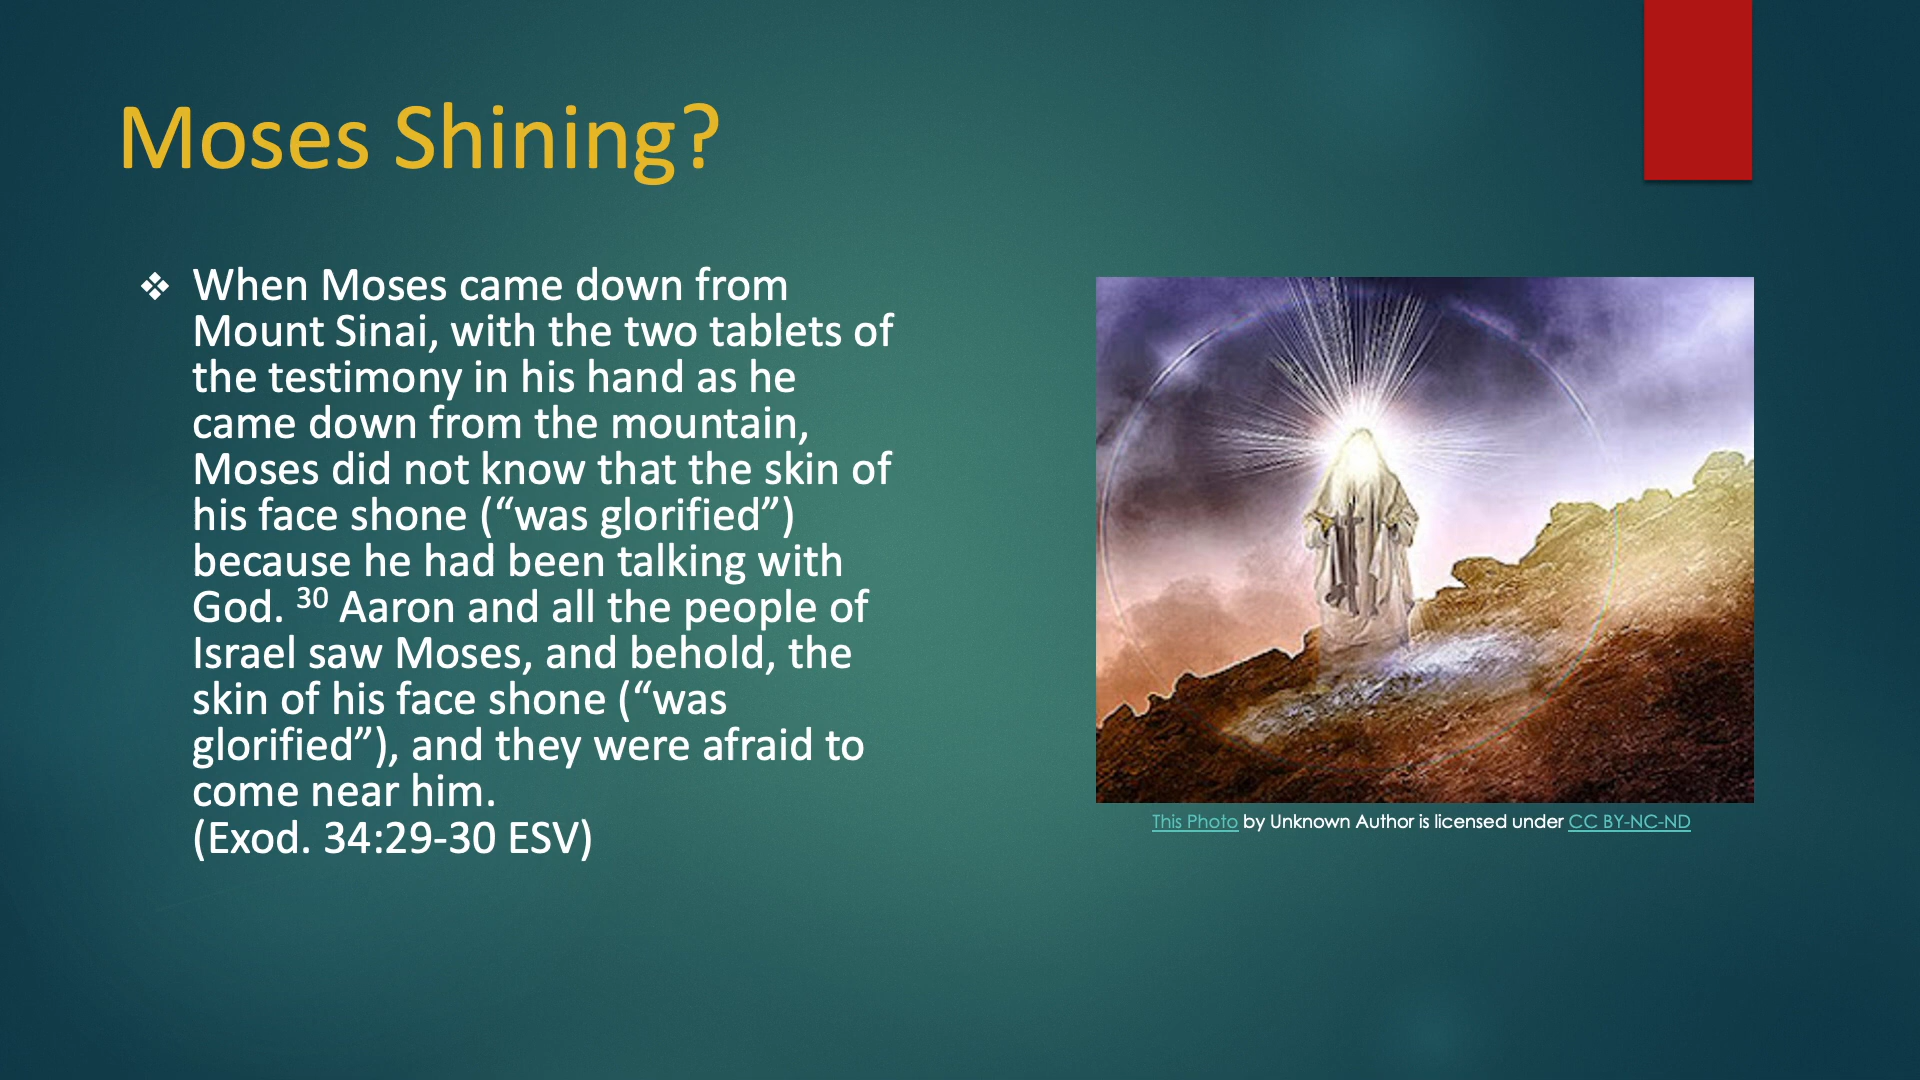 Moses Shining?
❖ When Moses came down from
Mount Sinai, with the two tablets of
the testimony in his hand as he
came down from the mountain,
Moses did not know that the skin of
his face shone (“was glorified”)
because he had been talking with
God. ³⁰ Aaron and all the people of
Israel saw Moses, and behold, the
skin of his face shone (“was
glorified”), and they were afraid to
come near him.
(Exod. 34:29-30 ESV)
This Photo by Unknown Author is licensed under CC BY-NC-ND